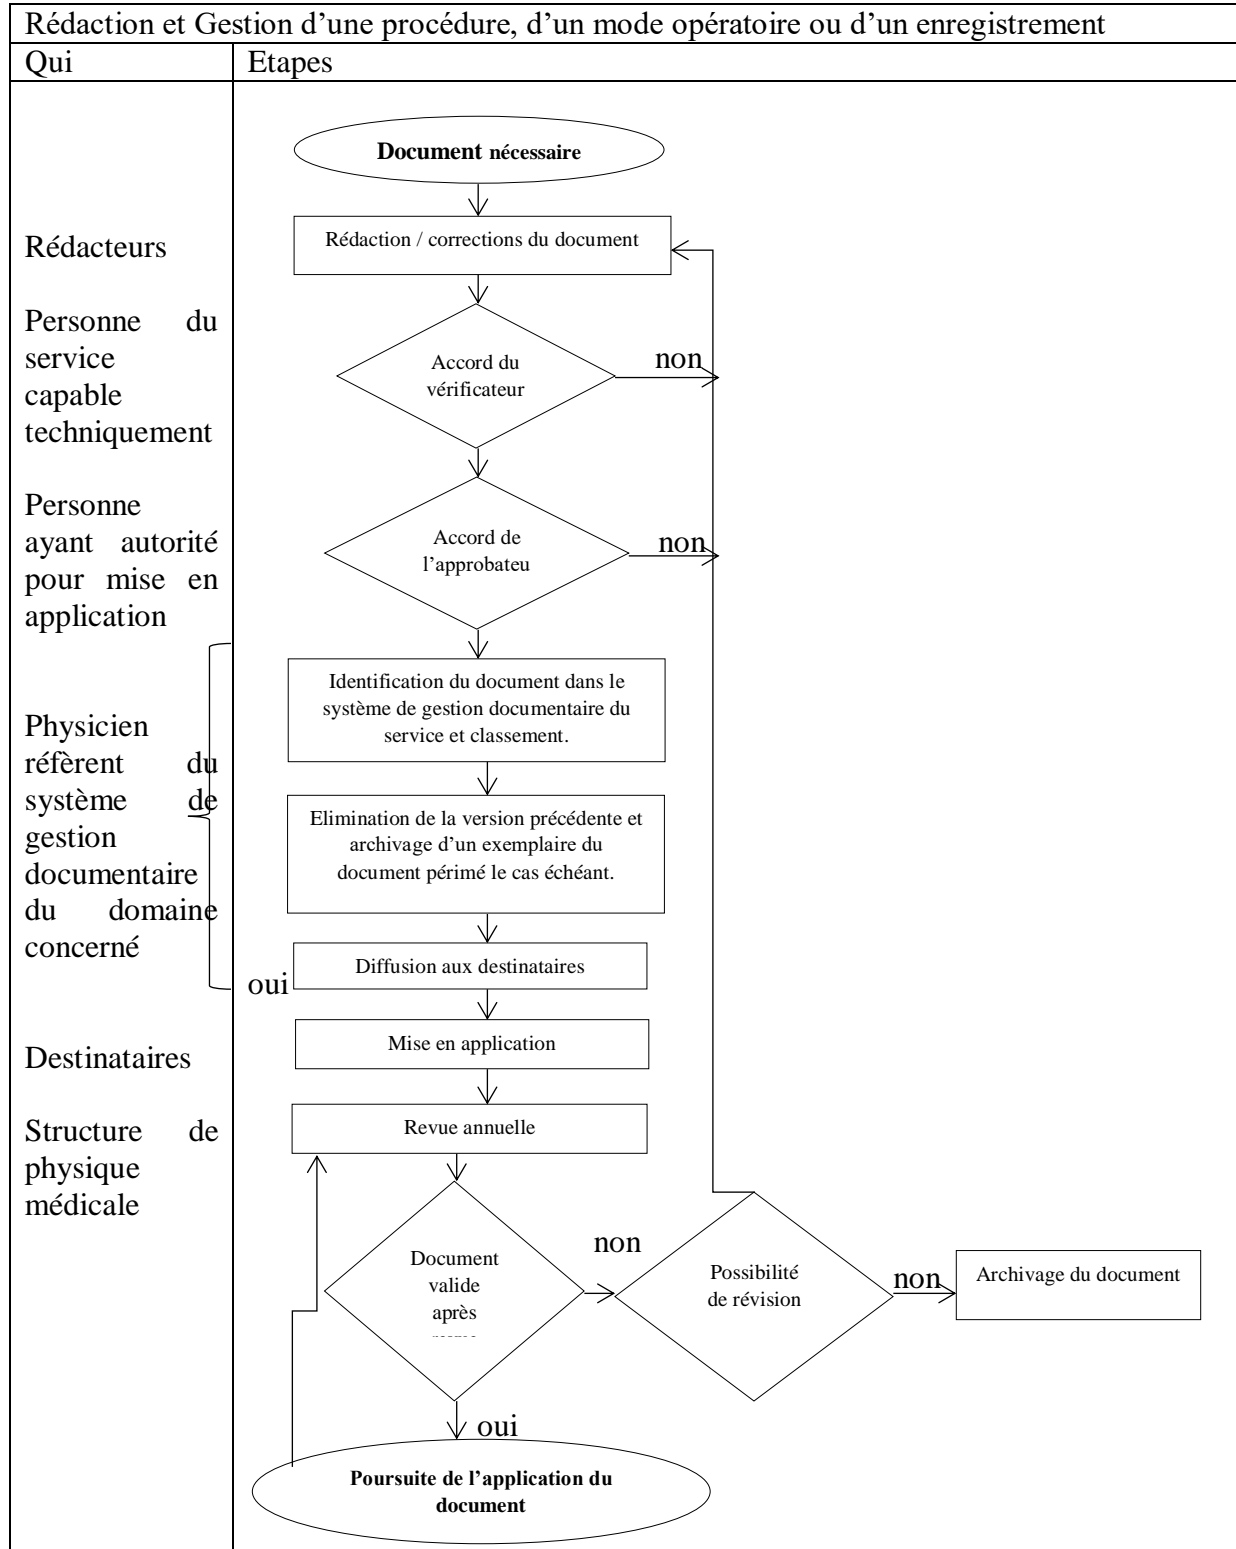 Rédaction et Gestion d’une procédure, d’un mode opératoire ou d’un enregistrement
Qui
Etapes
Document nécessaire
Rédacteurs
Rédaction / corrections du document
Personne du
service
capable
techniquement
Accord du
vérificateur
non
Personne
ayant autorité
pour mise en
application
Accord de
l’approbateu
non
Physicien
réfèrent du
système de
gestion
documentaire
du domaine
concerné
Identification du document dans le
système de gestion documentaire du
service et classement.
Elimination de la version précédente et
archivage d’un exemplaire du
document périmé le cas échéant.
Diffusion aux destinataires
oui
Destinataires
Mise en application
Structure de
physique
médicale
Revue annuelle
Document
valide
après
non
Possibilité
de révision
non
Archivage du document
oui
Poursuite de l’application du
document